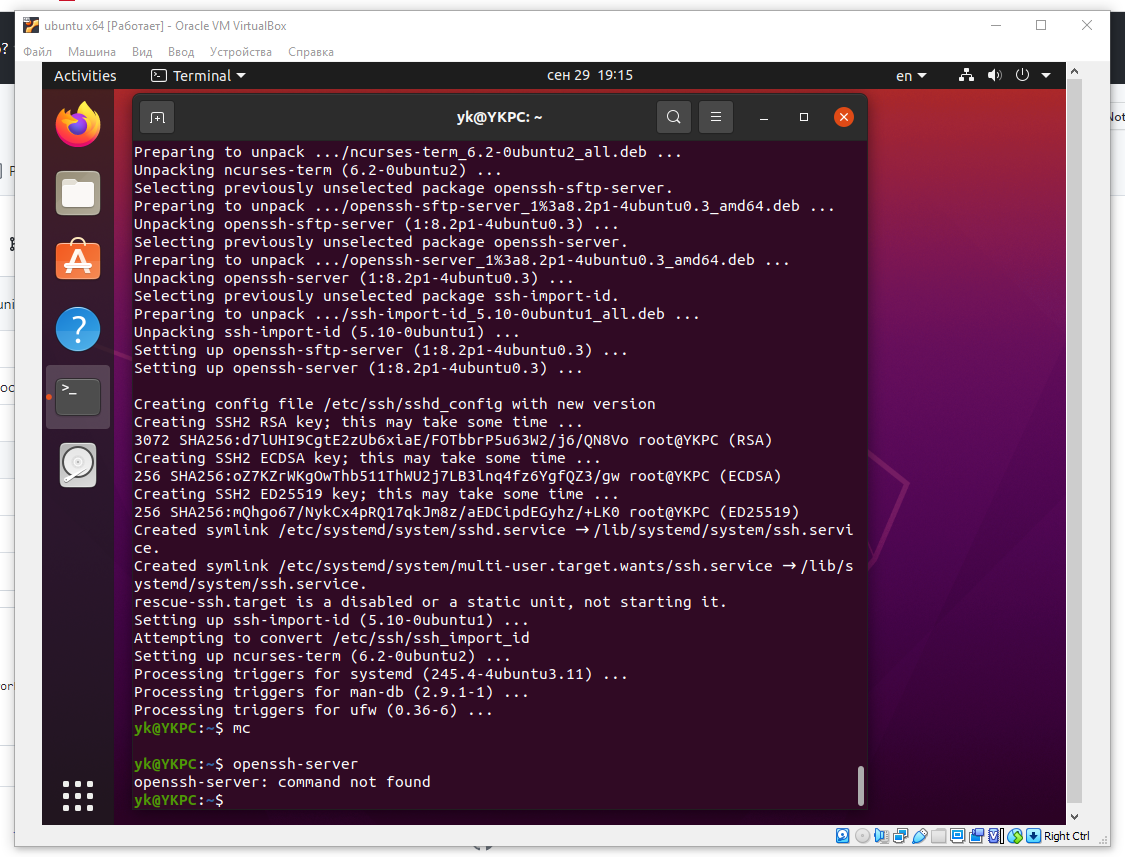 ubuntu x64 [Работает] - Oracle VM VirtualBox
Файл Машина Вид Ввод Устройства Справка
Activities Terminal сен 29 19:15 en
yk@YKPC: ~
Preparing to unpack .../ncurses-term_6.2-0ubuntu2_all.deb ...
Unpacking ncurses-term (6.2-0ubuntu2) ...
Selecting previously unselected package openssh-sftp-server.
Preparing to unpack .../openssh-sftp-server_1%3a8.2p1-4ubuntu0.3_amd64.deb ...
Unpacking openssh-sftp-server (1:8.2p1-4ubuntu0.3) ...
Selecting previously unselected package openssh-server.
Preparing to unpack .../openssh-server_1%3a8.2p1-4ubuntu0.3_amd64.deb ...
Unpacking openssh-server (1:8.2p1-4ubuntu0.3) ...
Selecting previously unselected package ssh-import-id.
Preparing to unpack .../ssh-import-id_5.10-0ubuntu1_all.deb ...
Unpacking ssh-import-id (5.10-0ubuntu1) ...
Setting up openssh-sftp-server (1:8.2p1-4ubuntu0.3) ...
Setting up openssh-server (1:8.2p1-4ubuntu0.3) ...
Creating config file /etc/ssh/sshd_config with new version
Creating SSH2 RSA key; this may take some time ...
3072 SHA256:d7lUHI9CgtE2zUb6xiaE/FOTbbrP5u63W2/j6/QN8Vo root@YKPC (RSA)
Creating SSH2 ECDSA key; this may take some time ...
256 SHA256:oZ7KZrWKgOwThb511ThWU2j7LB3lnq4fz6YgfQZ3/gw root@YKPC (ECDSA)
Creating SSH2 ED25519 key; this may take some time ...
256 SHA256:mQhgo67/NykCx4pRQ17qkJm8z/aEDCipdEGyhz/+LK0 root@YKPC (ED25519)
Created symlink /etc/systemd/system/sshd.service → /lib/systemd/system/ssh.servi
ce.
Created symlink /etc/systemd/system/multi-user.target.wants/ssh.service → /lib/s
ystemd/system/ssh.service.
rescue-ssh.target is a disabled or a static unit, not starting it.
Setting up ssh-import-id (5.10-0ubuntu1) ...
Attempting to convert /etc/ssh/ssh_import_id
Setting up ncurses-term (6.2-0ubuntu2) ...
Processing triggers for systemd (245.4-4ubuntu3.11) ...
Processing triggers for man-db (2.9.1-1) ...
Processing triggers for ufw (0.36-6) ...
yk@YKPC:~$ mc
yk@YKPC:~$ openssh-server
openssh-server: command not found
yk@YKPC:~$
Right Ctrl